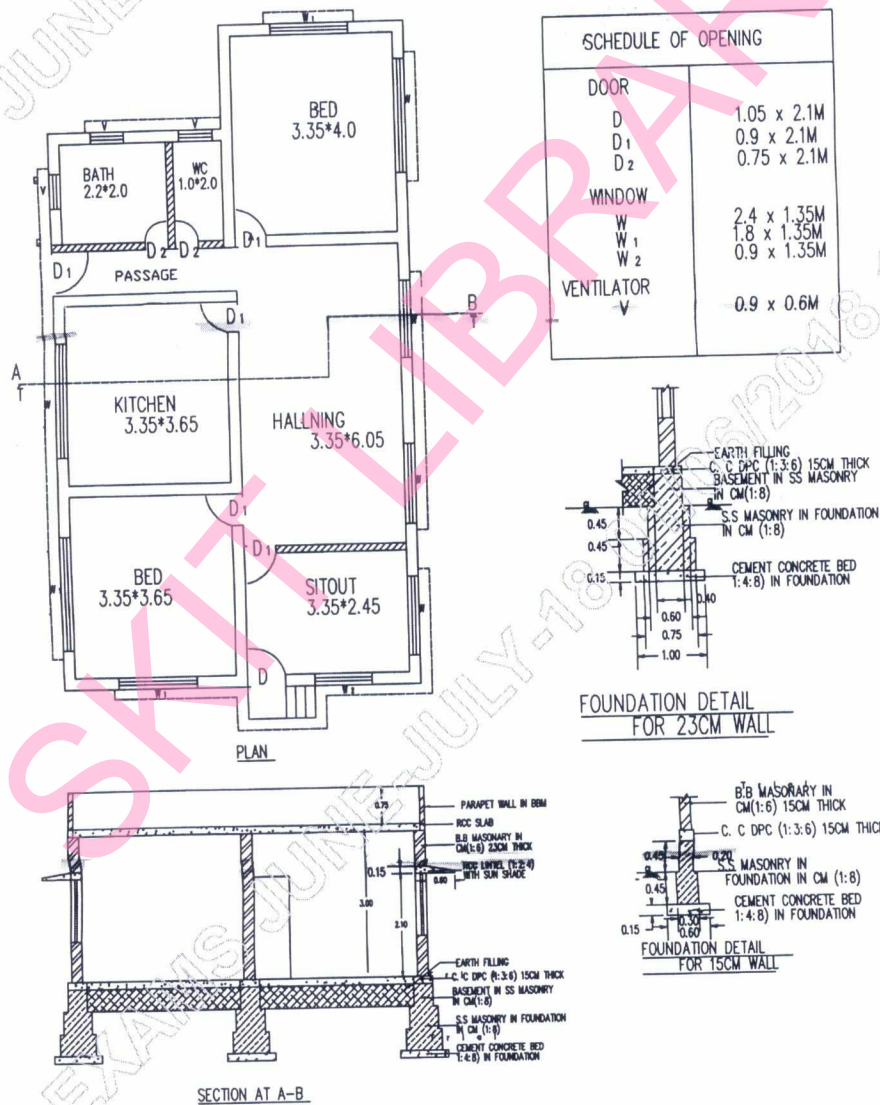 SCHEDULE OF OPENING
DOOR
D 1.05 x 2.1M
D1 0.9 x 2.1M
D2 0.75 x 2.1M
WINDOW
W 2.4 x 1.35M
W1 1.8 x 1.35M
W2 0.9 x 1.35M
VENTILATOR
V 0.9 x 0.6M
W1
BED
3.35*4.0
V V
BATH
2.2*2.0
WC
1.0*2.0
V
D2 D2
D1
D1
PASSAGE
D1
A
B
KITCHEN
3.35*3.65
HALLNING
3.35*6.05
D1
D1
BED
3.35*3.65
SITOUT
3.35*2.45
D
W1
W1
PLAN
EARTH FILLING
C.C DPC (1:3:6) 15CM THICK
BASEMENT IN SS MASONRY
IN CM(1:8)
S.S MASONRY IN FOUNDATION
IN CM (1:8)
CEMENT CONCRETE BED
1:4:8) IN FOUNDATION
0.45
0.45
0.15
0.40
0.60
0.75
1.00
FOUNDATION DETAIL
FOR 23CM WALL
0.75
PARAPET WALL IN BBM
RCC SLAB
B.B MASONARY IN
CM(1:6) 23CM THICK
RCC LINTEL (1:2:4)
WITH SUN SHADE
0.15
0.60
3.00
2.10
EARTH FILLING
C. C DPC (1:3:6) 15CM THICK
BASEMENT IN SS MASONRY
IN CM(1:8)
S.S MASONRY IN FOUNDATION
IN CM (1:8)
CEMENT CONCRETE BED
1:4:8) IN FOUNDATION
SECTION AT A-B
B.B MASONARY IN
CM(1:6) 15CM THICK
C. C DPC (1:3:6) 15CM THICK
0.45
0.20
S.S MASONRY IN
FOUNDATION IN CM (1:8)
0.45
CEMENT CONCRETE BED
1:4:8) IN FOUNDATION
0.15
0.30
0.60
FOUNDATION DETAIL
FOR 15CM WALL
SKIT LIBRAR
EXAMS JUNE-JULY-18
06/2018
JUNE